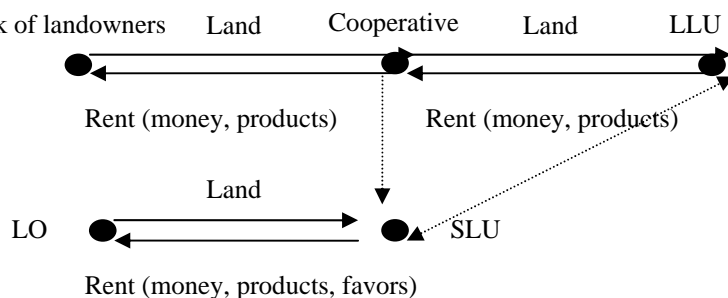 of landowners Land Cooperative Land LLU
Rent (money, products) Rent (money, products)
Land
LO SLU
Rent (money, products, favors)